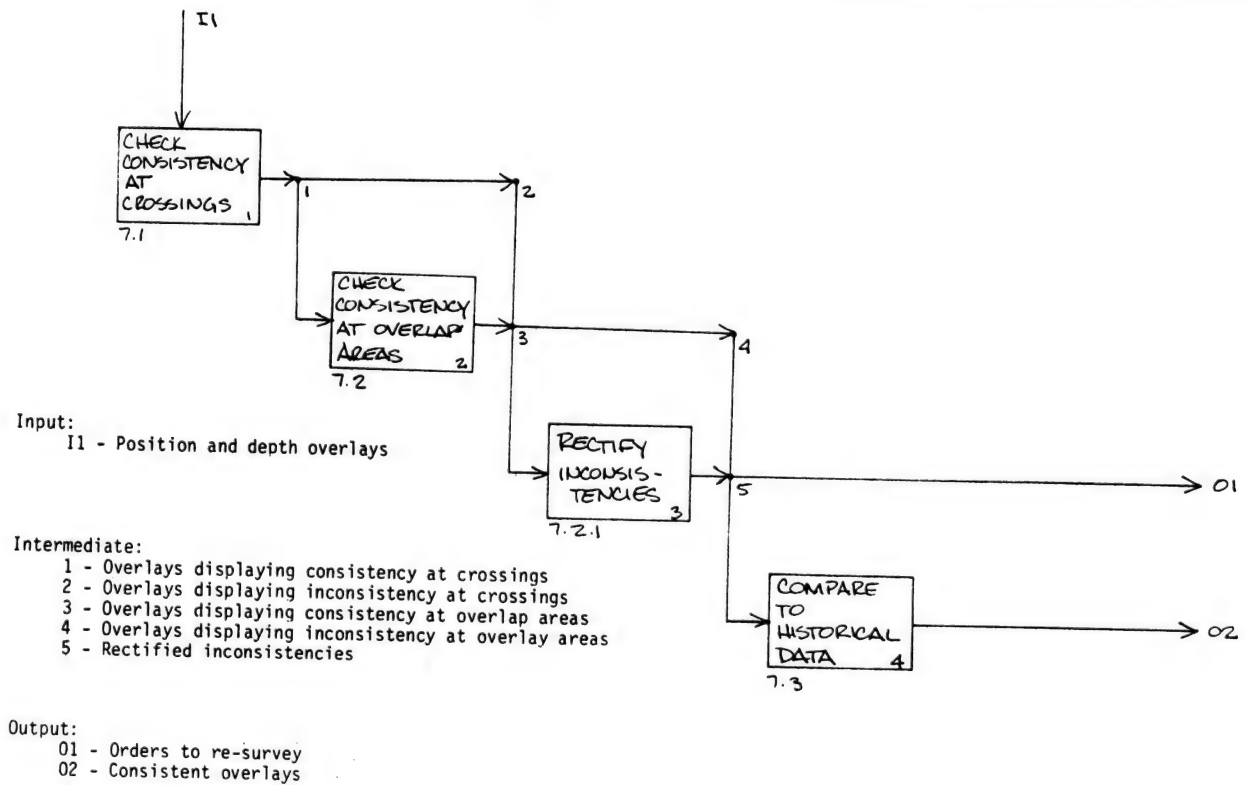 I1
CHECK
CONSISTENCY
AT
CROSSINGS 1
7.1
1
2
CHECK
CONSISTENCY
AT OVERLAP
AREAS 2
7.2
3
4
Input:
I1 - Position and depth overlays
RECTIFY
INCONSIS-
TENCIES 3
7.2.1
5
O1
Intermediate:
1 - Overlays displaying consistency at crossings
2 - Overlays displaying inconsistency at crossings
3 - Overlays displaying consistency at overlap areas
4 - Overlays displaying inconsistency at overlay areas
5 - Rectified inconsistencies
COMPARE
TO
HISTORICAL
DATA 4
7.3
O2
Output:
O1 - Orders to re-survey
O2 - Consistent overlays